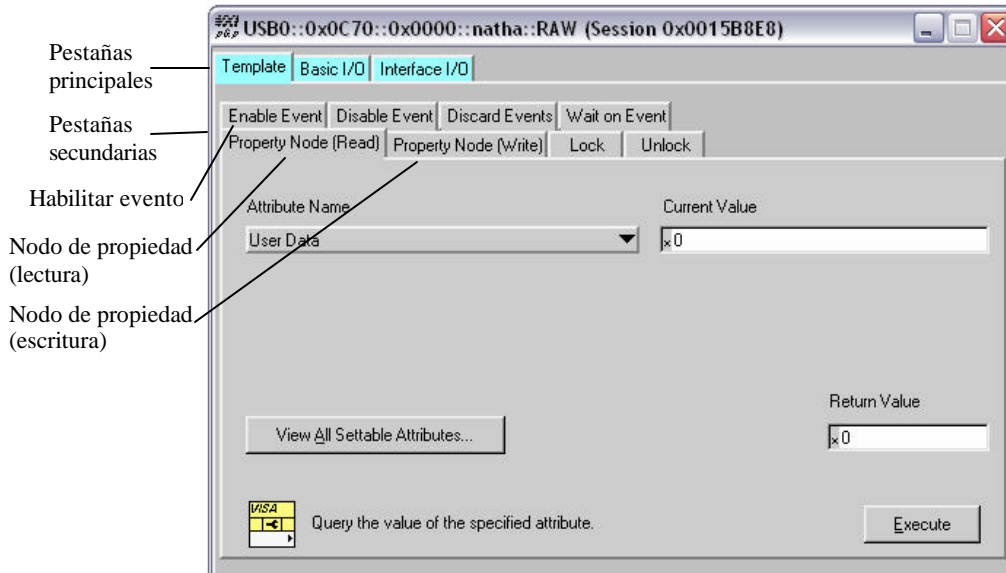 USB0::0x0C70::0x0000::natha::RAW (Session 0x0015B8E8)
Pestañas
principales
Template Basic I/O Interface I/O
Pestañas
secundarias
Enable Event Disable Event Discard Events Wait on Event
Property Node (Read) Property Node (Write) Lock Unlock
Habilitar evento
Attribute Name Current Value
User Data x0
Nodo de propiedad
(lectura)
Nodo de propiedad
(escritura)
Return Value
View All Settable Attributes... x0
VISA
Query the value of the specified attribute. Execute